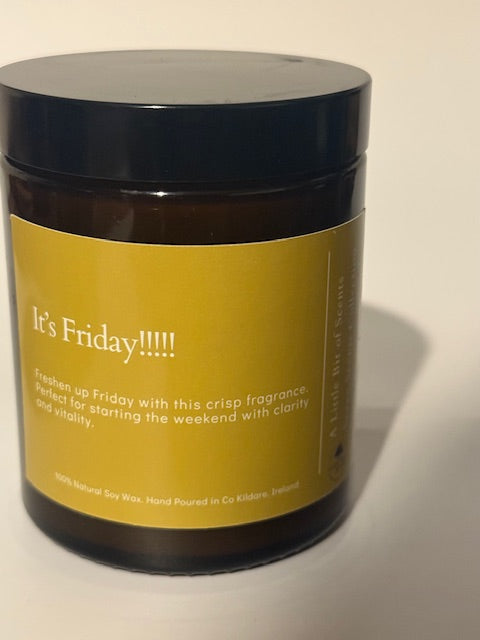 It's Friday!!!!!
Freshen up Friday with this crisp fragrance.
Perfect for starting the weekend with clarity
and vitality.
100% Natural Soy Wax. Hand Poured in Co Kildare, Ireland
A Little Bit of Scents